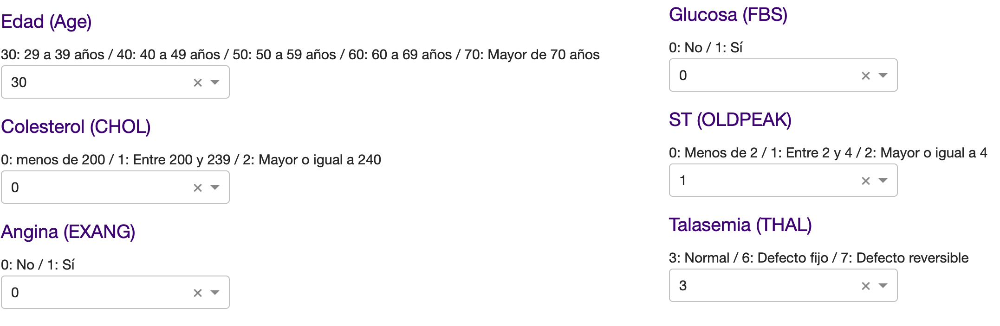 Edad (Age)
30: 29 a 39 años / 40: 40 a 49 años / 50: 50 a 59 años / 60: 60 a 69 años / 70: Mayor de 70 años
30
Colesterol (CHOL)
0: menos de 200 / 1: Entre 200 y 239 / 2: Mayor o igual a 240
0
Angina (EXANG)
0: No / 1: Sí
0
Glucosa (FBS)
0: No / 1: Sí
0
ST (OLDPEAK)
0: Menos de 2 / 1: Entre 2 y 4 / 2: Mayor o igual a 4
1
Talasemia (THAL)
3: Normal / 6: Defecto fijo / 7: Defecto reversible
3